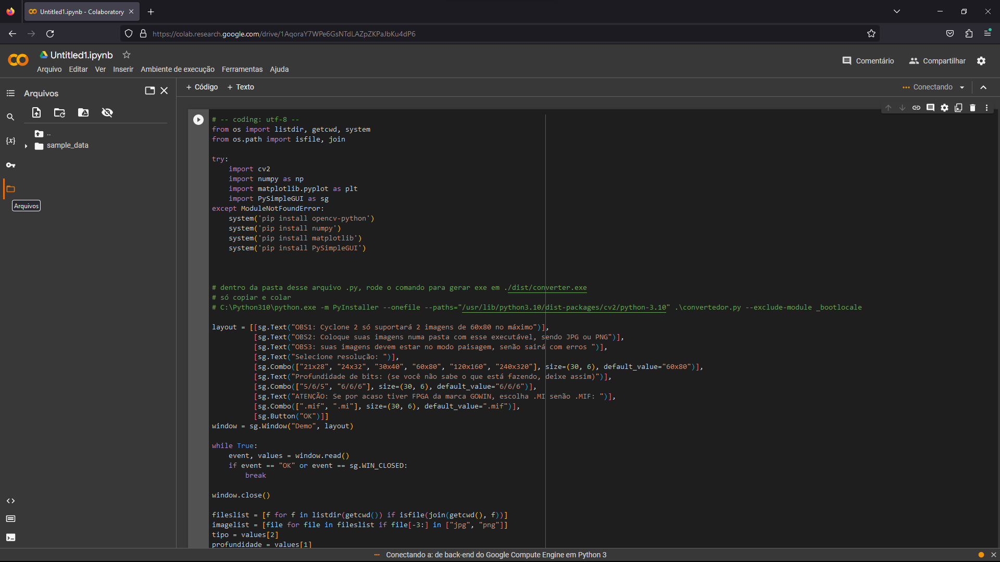 Untitled1.ipynb - Colaboratory
https://colab.research.google.com/drive/1AqoraY7WPe6GsNTdLAZpZKPaJbKu4dP6
Untitled1.ipynb
Arquivo Editar Ver Inserir Ambiente de execução Ferramentas Ajuda
Comentário
Compartilhar
Arquivos
+ Código + Texto
Conectando
..
sample_data
{x}
Arquivos
# -- coding: utf-8 --
from os import listdir, getcwd, system
from os.path import isfile, join
try:
    import cv2
    import numpy as np
    import matplotlib.pyplot as plt
    import PySimpleGUI as sg
except ModuleNotFoundError:
    system('pip install opencv-python')
    system('pip install numpy')
    system('pip install matplotlib')
    system('pip install PySimpleGUI')
# dentro da pasta desse arquivo .py, rode o comando para gerar exe em ./dist/converter.exe
# só copiar e colar
# C:\Python310\python.exe -m PyInstaller --onefile --paths="/usr/lib/python3.10/dist-packages/cv2/python-3.10" .\convertedor.py --exclude-module _bootlocale
layout = [[sg.Text("OBS1: Cyclone 2 só suportará 2 imagens de 60x80 no máximo")],
          [sg.Text("OBS2: Coloque suas imagens numa pasta com esse executável, sendo JPG ou PNG")],
          [sg.Text("OBS3: suas imagens devem estar no modo paisagem, senão sairá com erros ")],
          [sg.Text("Selecione resolução: ")],
          [sg.Combo(["21x28", "24x32", "30x40", "60x80", "120x160", "240x320"], size=(30, 6), default_value="60x80")],
          [sg.Text("Profundidade de bits: (se você não sabe o que está fazendo, deixe assim)")],
          [sg.Combo(["5/6/5", "6/6/6"], size=(30, 6), default_value="6/6/6")],
          [sg.Text("ATENÇÃO: Se por acaso tiver FPGA da marca GOWIN, escolha .MI senão .MIF: ")],
          [sg.Combo([".mif", ".mi"], size=(30, 6), default_value=".mif")],
          [sg.Button("OK")]]
window = sg.Window("Demo", layout)
while True:
    event, values = window.read()
    if event == "OK" or event == sg.WIN_CLOSED:
        break
window.close()
fileslist = [f for f in listdir(getcwd()) if isfile(join(getcwd(), f))]
imagelist = [file for file in fileslist if file[-3:] in ["jpg", "png"]]
tipo = values[2]
profundidade = values[1]
Conectando a: de back-end do Google Compute Engine em Python 3